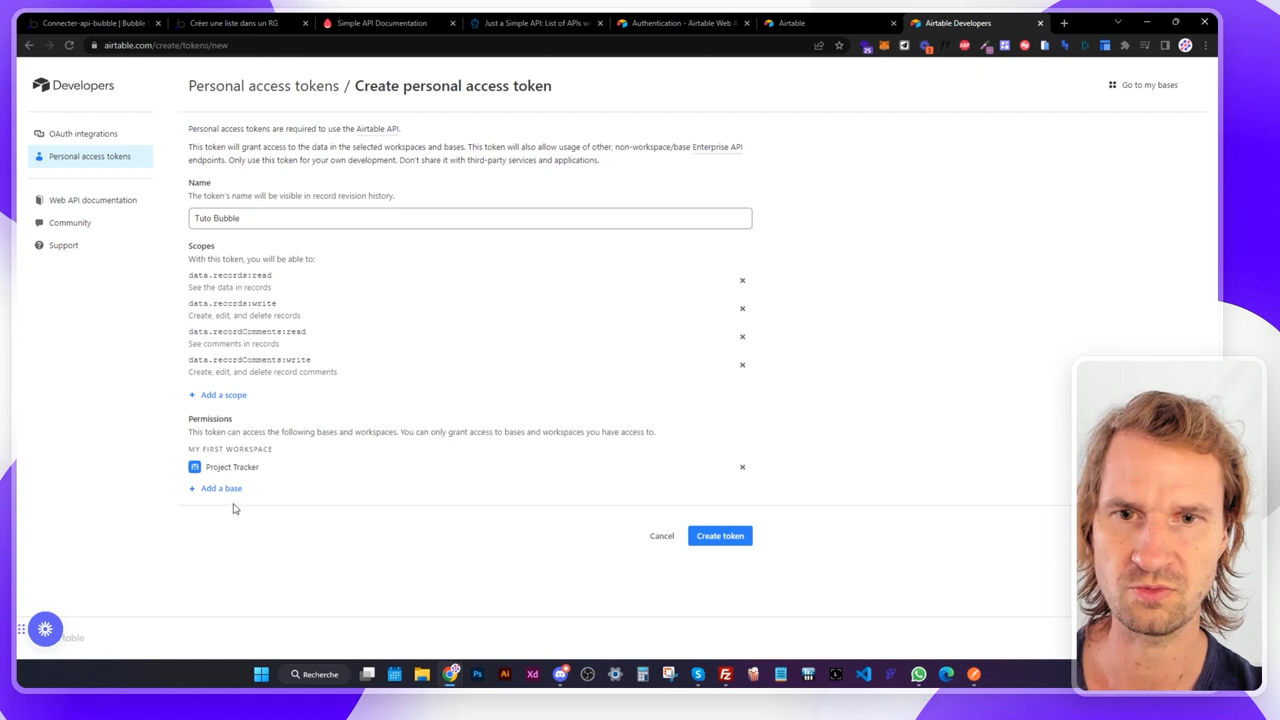 Connecter-api-bubble | Bubble
Créer une liste dans un RG
Simple API Documentation
Just a Simple API: List of APIs w
Authentication - Airtable Web A
Airtable
Airtable Developers
airtable.com/create/tokens/new
25
Developers
Personal access tokens / Create personal access token
Go to my bases
OAuth integrations
Personal access tokens
Web API documentation
Community
Support
Personal access tokens are required to use the Airtable API.
This token will grant access to the data in the selected workspaces and bases. This token will also allow usage of other, non-workspace/base Enterprise API
endpoints. Only use this token for your own development. Don't share it with third-party services and applications.
Name
The token's name will be visible in record revision history.
Tuto Bubble
Scopes
With this token, you will be able to:
data.records:read
See the data in records
data.records:write
Create, edit, and delete records
data.recordComments:read
See comments in records
data.recordComments:write
Create, edit, and delete record comments
+ Add a scope
Permissions
This token can access the following bases and workspaces. You can only grant access to bases and workspaces you have access to.
MY FIRST WORKSPACE
Project Tracker
+ Add a base
Cancel
Create token
table
Recherche
Ps
Ai
Xd